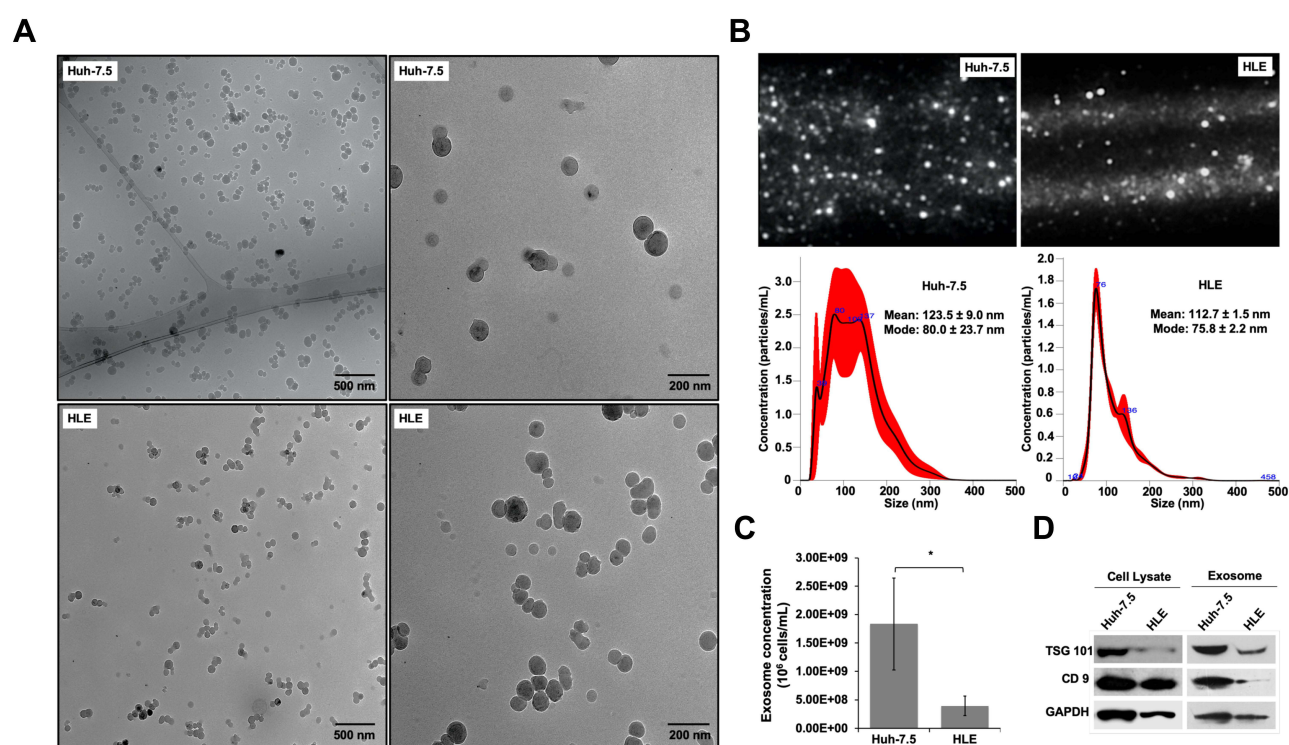 A
Huh-7.5
500 nm
Huh-7.5
200 nm
HLE
500 nm
HLE
200 nm
B
Huh-7.5
HLE
Concentration (particles/mL)
3.0
2.5
2.0
1.5
1.0
0.5
0
80
137
Huh-7.5
Mean: 123.5 ± 9.0 nm
Mode: 80.0 ± 23.7 nm
0 100 200 300 400 500
Size (nm)
Concentration (particles/mL)
2.0
1.8
1.6
1.4
1.2
1.0
0.8
0.6
0.4
0.2
0
76
136
458
HLE
Mean: 112.7 ± 1.5 nm
Mode: 75.8 ± 2.2 nm
0 100 200 300 400 500
Size (nm)
C
Exosome concentration
(10⁶ cells/mL)
3.00E+09
2.50E+09
2.00E+09
1.50E+09
1.00E+09
5.00E+08
0.00E+00
*
Huh-7.5 HLE
D
Cell Lysate Exosome
Huh-7.5 HLE Huh-7.5 HLE
TSG 101
CD 9
GAPDH